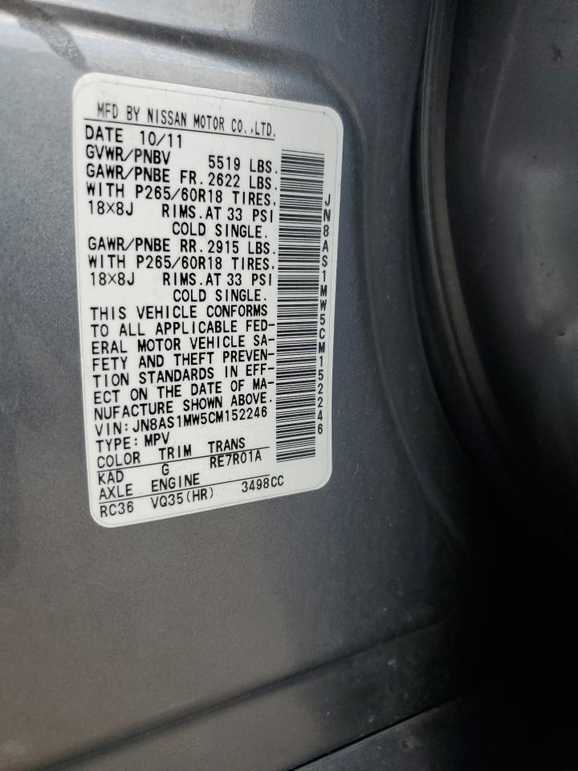 MFD BY NISSAN MOTOR CO.,LTD.
DATE 10/11
GVWR/PNBV 5519 LBS.
GAWR/PNBE FR.2622 LBS.
WITH P265/60R18 TIRES.
18×8J RIMS.AT 33 PSI
COLD SINGLE.
GAWR/PNBE RR.2915 LBS.
WITH P265/60R18 TIRES.
18×8J RIMS.AT 33 PSI
COLD SINGLE.
THIS VEHICLE CONFORMS
TO ALL APPLICABLE FED-
ERAL MOTOR VEHICLE SA-
FETY AND THEFT PREVEN-
TION STANDARDS IN EFF-
ECT ON THE DATE OF MA-
NUFACTURE SHOWN ABOVE.
VIN:JN8AS1MW5CM152246
TYPE:MPV
COLOR TRIM TRANS
KAD G RE7R01A
AXLE ENGINE
RC36 VQ35(HR) 3498CC
JN8AS1MW5CM152246